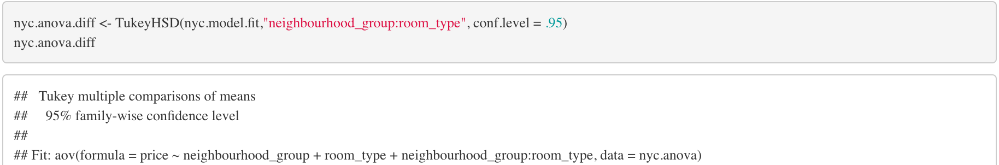 nyc.anova.diff <- TukeyHSD(nyc.model.fit,"neighbourhood_group:room_type", conf.level = .95)
nyc.anova.diff
##   Tukey multiple comparisons of means
##     95% family-wise confidence level
##
## Fit: aov(formula = price ~ neighbourhood_group + room_type + neighbourhood_group:room_type, data = nyc.anova)